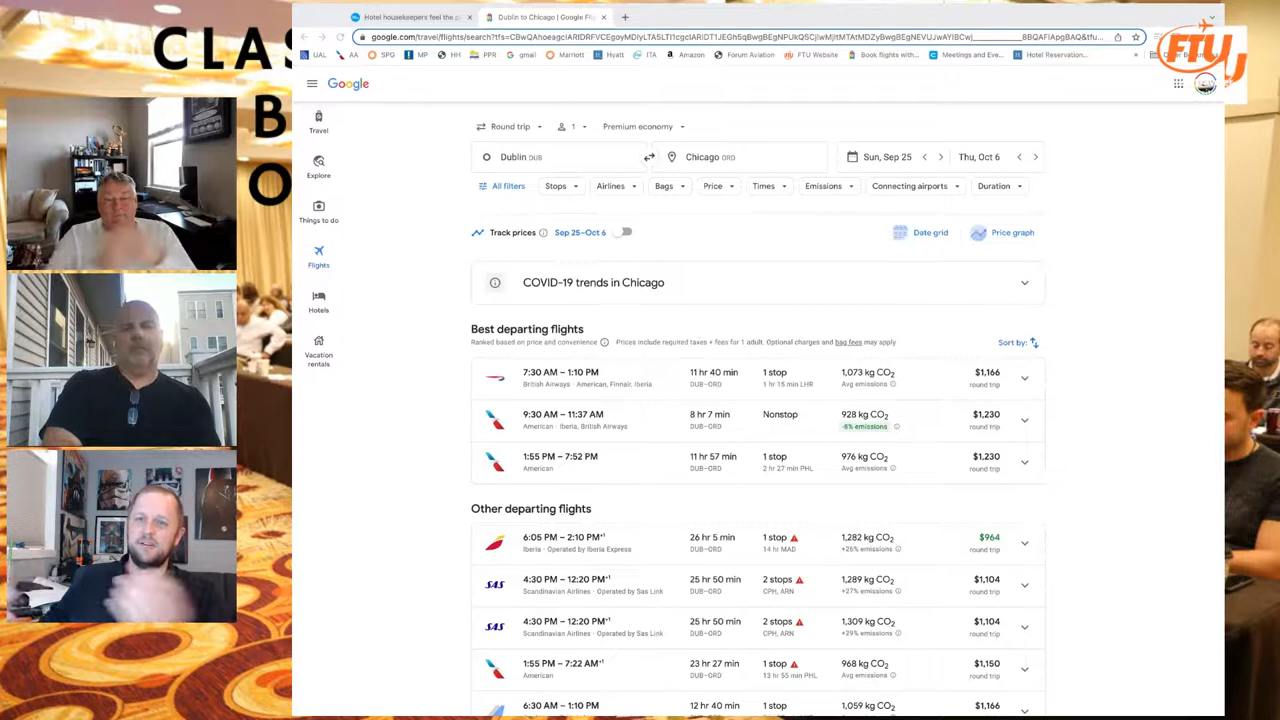 CLAS
B
O
Hotel housekeepers feel the p
Dublin to Chicago | Google Fli
FTU
google.com/travel/flights/search?tfs=
UAL AA SPG MP HH PPR gmail Marriott Hyatt ITA Amazon Forum Aviation FTU Website Book flights with... Meetings and Eve... Hotel Reservation...
Google
Travel
Explore
Things to do
Flights
Hotels
Vacation
rentals
Round trip 1 Premium economy
Dublin DUB Chicago ORD Sun, Sep 25 Thu, Oct 6
All filters Stops Airlines Bags Price Times Emissions Connecting airports Duration
Track prices Sep 25–Oct 6 Date grid Price graph
COVID-19 trends in Chicago
Best departing flights
Ranked based on price and convenience Prices include required taxes + fees for 1 adult. Optional charges and bag fees may apply Sort by:
7:30 AM – 1:10 PM 11 hr 40 min 1 stop 1,073 kg CO2 $1,166
British Airways · American, Finnair, Iberia DUB–ORD 1 hr 15 min LHR Avg emissions round trip
9:30 AM – 11:37 AM 8 hr 7 min Nonstop 928 kg CO2 $1,230
American · Iberia, British Airways DUB–ORD -8% emissions round trip
1:55 PM – 7:52 PM 11 hr 57 min 1 stop 976 kg CO2 $1,230
American DUB–ORD 2 hr 27 min PHL Avg emissions round trip
Other departing flights
6:05 PM – 2:10 PM+1 26 hr 5 min 1 stop 1,282 kg CO2 $964
Iberia · Operated by Iberia Express DUB–ORD 14 hr MAD +26% emissions round trip
SAS 4:30 PM – 12:20 PM+1 25 hr 50 min 2 stops 1,289 kg CO2 $1,104
Scandinavian Airlines · Operated by Sas Link DUB–ORD CPH, ARN +27% emissions round trip
SAS 4:30 PM – 12:20 PM+1 25 hr 50 min 2 stops 1,309 kg CO2 $1,104
Scandinavian Airlines · Operated by Sas Link DUB–ORD CPH, ARN +29% emissions round trip
1:55 PM – 7:22 AM+1 23 hr 27 min 1 stop 968 kg CO2 $1,150
American DUB–ORD 13 hr 55 min PHL Avg emissions round trip
6:30 AM – 1:10 PM 12 hr 40 min 1 stop 1,059 kg CO2 $1,166